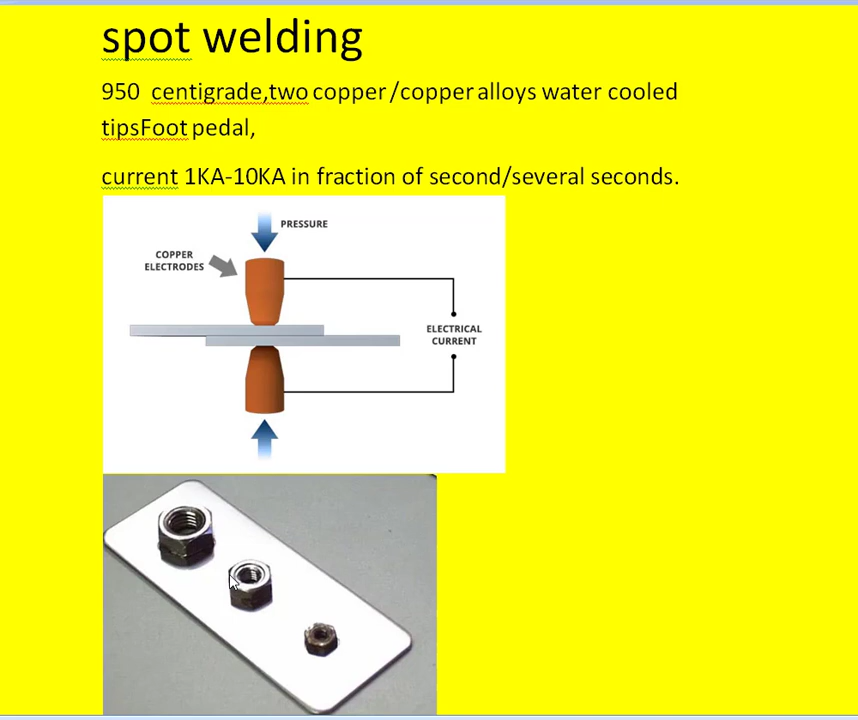 spot welding
950 centigrade,two copper/copper alloys water cooled
tipsFoot pedal,
current 1KA-10KA in fraction of second/several seconds.
PRESSURE
COPPER
ELECTRODES
ELECTRICAL
CURRENT